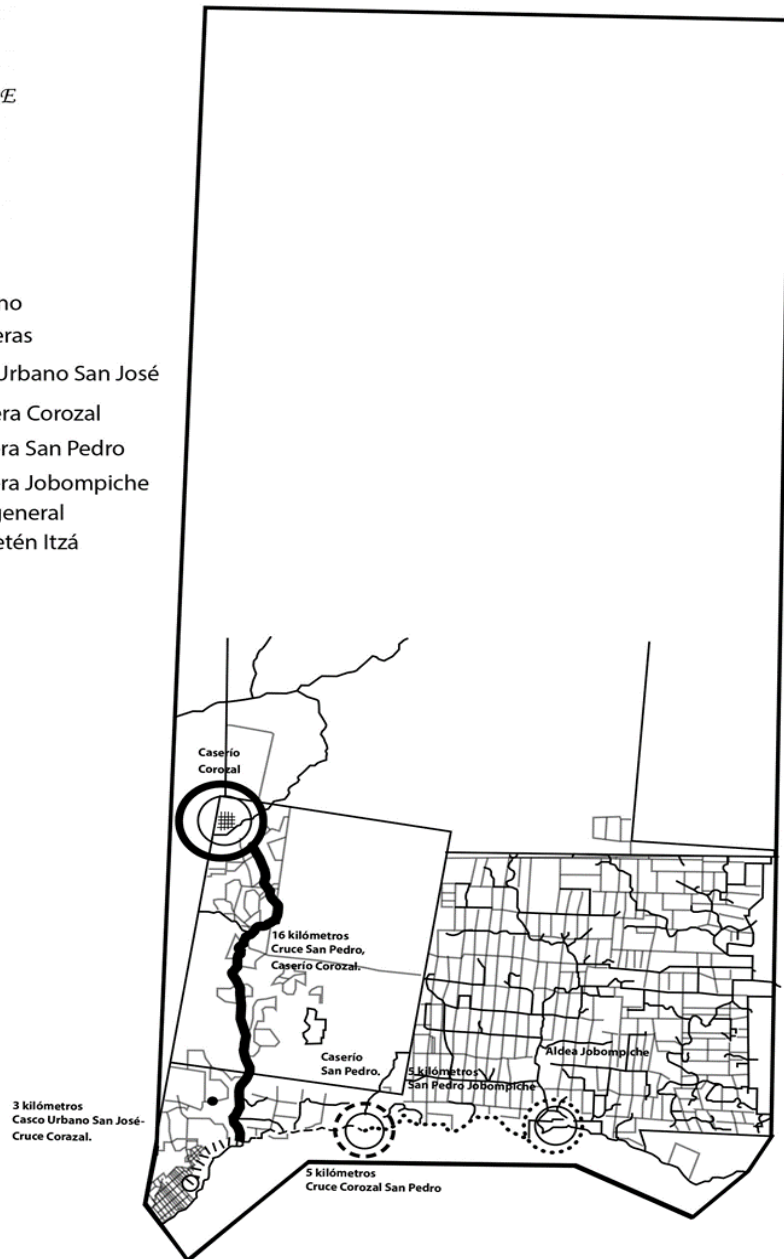 E
no
eras
Urbano San José
era Corozal
ra San Pedro
ra Jobompiche
general
etén Itzá
Caserío
Corozal
16 kilómetros
Cruce San Pedro,
Caserío Corozal.
Caserío
San Pedro.
5 kilómetros
San Pedro Jobompiche
Aldea Jobompiche
3 kilómetros
Casco Urbano San José-
Cruce Corazal.
5 kilómetros
Cruce Corozal San Pedro